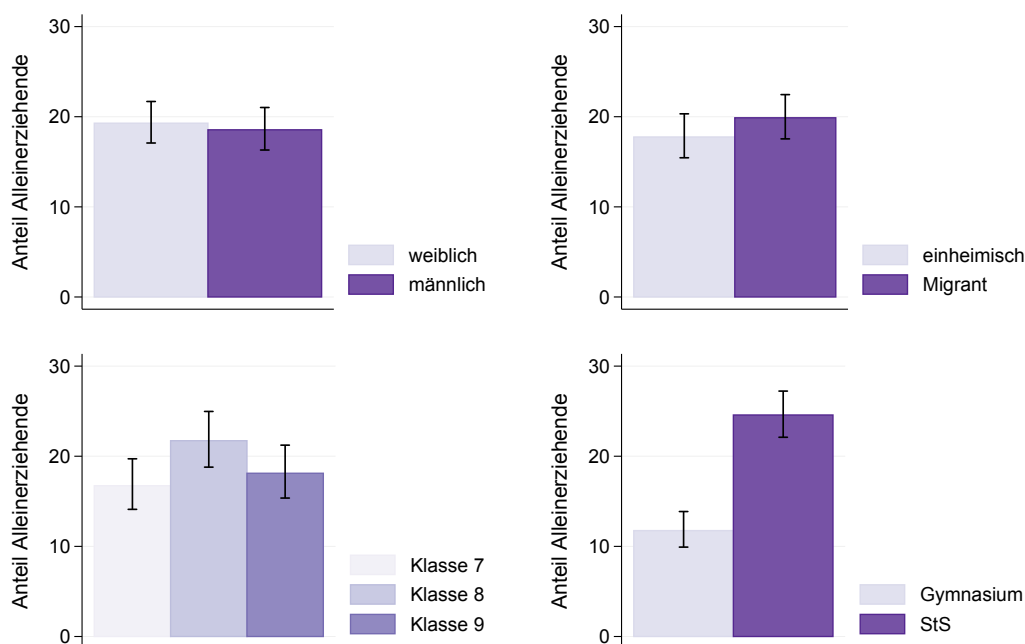 Anteil Alleinerziehende
30
20
10
0
weiblich
männlich
Anteil Alleinerziehende
30
20
10
0
einheimisch
Migrant
Anteil Alleinerziehende
30
20
10
0
Klasse 7
Klasse 8
Klasse 9
Anteil Alleinerziehende
30
20
10
0
Gymnasium
StS